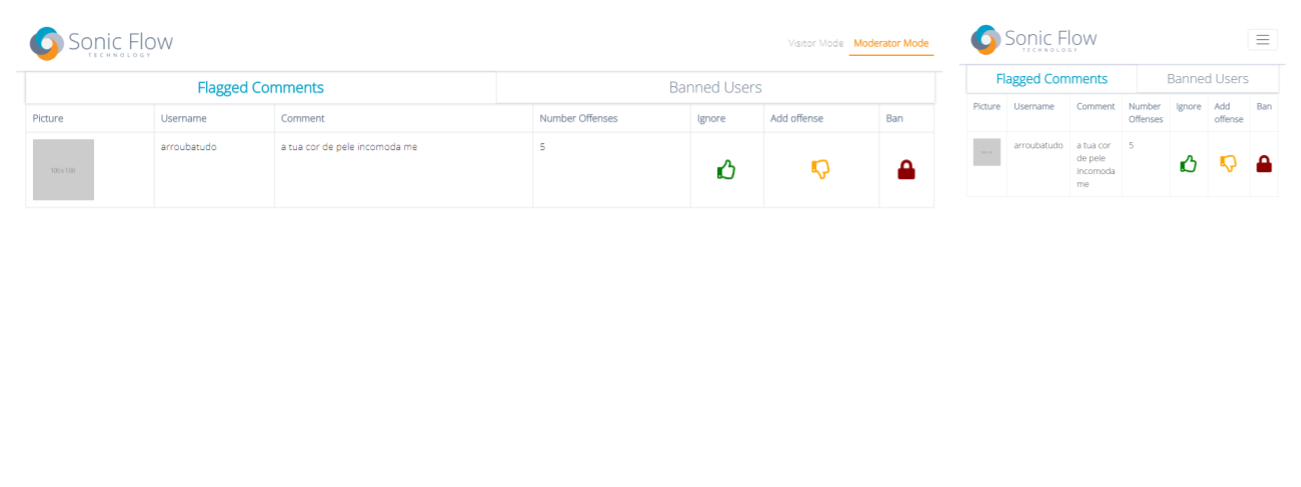 Sonic Flow
TECHNOLOGY
Visitor Mode Moderator Mode
Flagged Comments Banned Users
Picture Username Comment Number Offenses Ignore Add offense Ban
100x100 arroubatudo a tua cor de pele incomoda me 5
Sonic Flow
TECHNOLOGY
Flagged Comments Banned Users
Picture Username Comment Number Ignore Add Ban
Offenses offense
arroubatudo a tua cor 5
de pele
incomoda
me